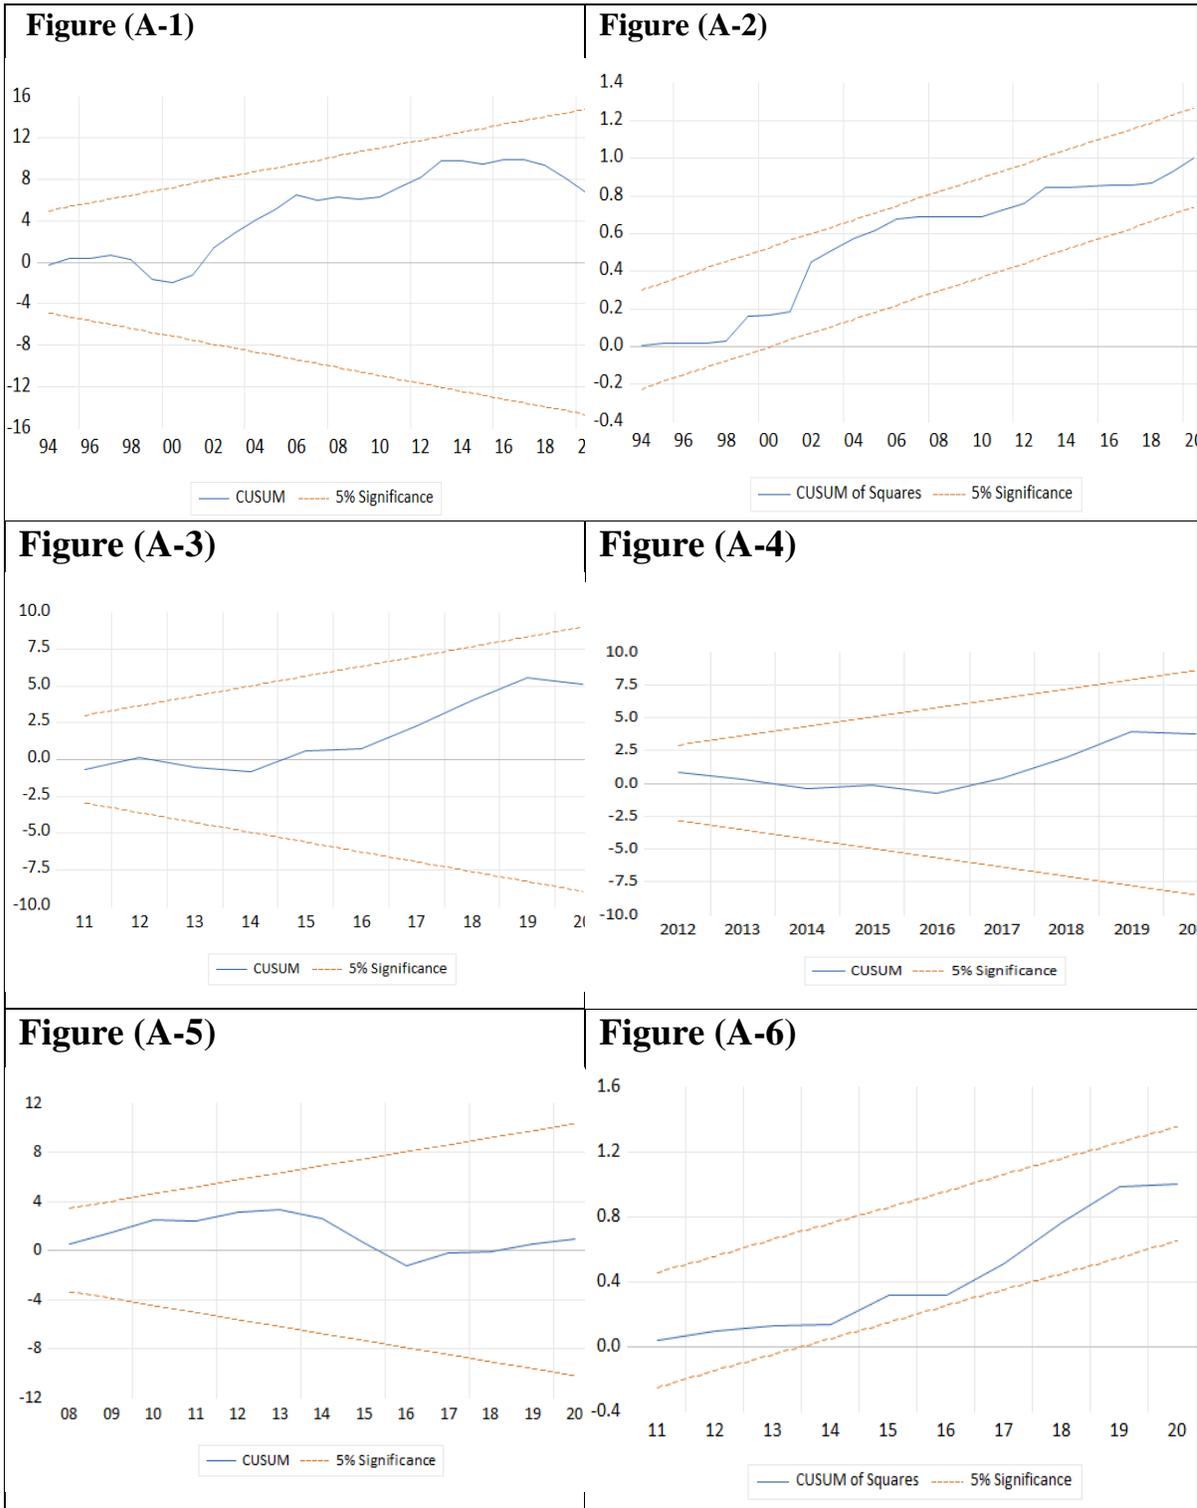 Figure (A-1)
16
12
8
4
0
-4
-8
-12
-16
94 96 98 00 02 04 06 08 10 12 14 16 18 2
CUSUM 5% Significance
Figure (A-2)
1.4
1.2
1.0
0.8
0.6
0.4
0.2
0.0
-0.2
-0.4
94 96 98 00 02 04 06 08 10 12 14 16 18 20
CUSUM of Squares 5% Significance
Figure (A-3)
10.0
7.5
5.0
2.5
0.0
-2.5
-5.0
-7.5
-10.0
11 12 13 14 15 16 17 18 19 20
CUSUM 5% Significance
Figure (A-4)
10.0
7.5
5.0
2.5
0.0
-2.5
-5.0
-7.5
-10.0
2012 2013 2014 2015 2016 2017 2018 2019 20
CUSUM 5% Significance
Figure (A-5)
12
8
4
0
-4
-8
-12
08 09 10 11 12 13 14 15 16 17 18 19 20
CUSUM 5% Significance
Figure (A-6)
1.6
1.2
0.8
0.4
0.0
-0.4
11 12 13 14 15 16 17 18 19 20
CUSUM of Squares 5% Significance